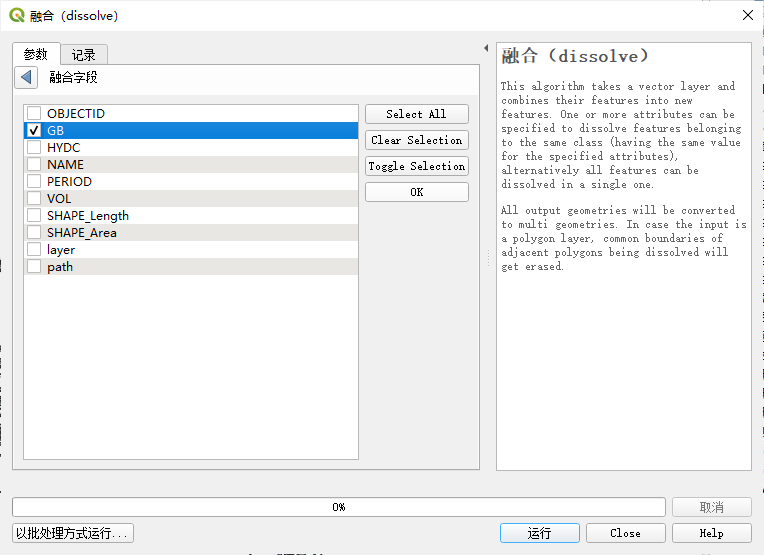 融合（dissolve）
参数
记录
融合字段
OBJECTID
GB
HYDC
NAME
PERIOD
VOL
SHAPE_Length
SHAPE_Area
layer
path
Select All
Clear Selection
Toggle Selection
OK
融合（dissolve）
This algorithm takes a vector layer and
combines their features into new
features. One or more attributes can be
specified to dissolve features belonging
to the same class (having the same value
for the specified attributes),
alternatively all features can be
dissolved in a single one.
All output geometries will be converted
to multi geometries. In case the input is
a polygon layer, common boundaries of
adjacent polygons being dissolved will
get erased.
0%
取消
以批处理方式运行...
运行
Close
Help